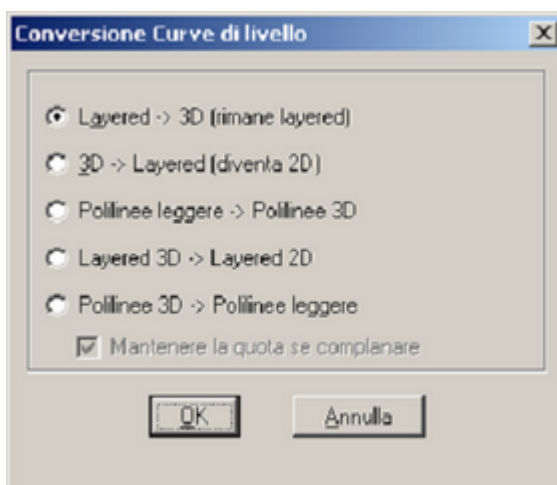 Conversione Curve di livello
Layered -> 3D (rimane layered)
3D -> Layered (diventa 2D)
Polilinee leggere -> Polilinee 3D
Layered 3D -> Layered 2D
Polilinee 3D -> Polilinee leggere
Mantenere la quota se complanare
OK
Annulla